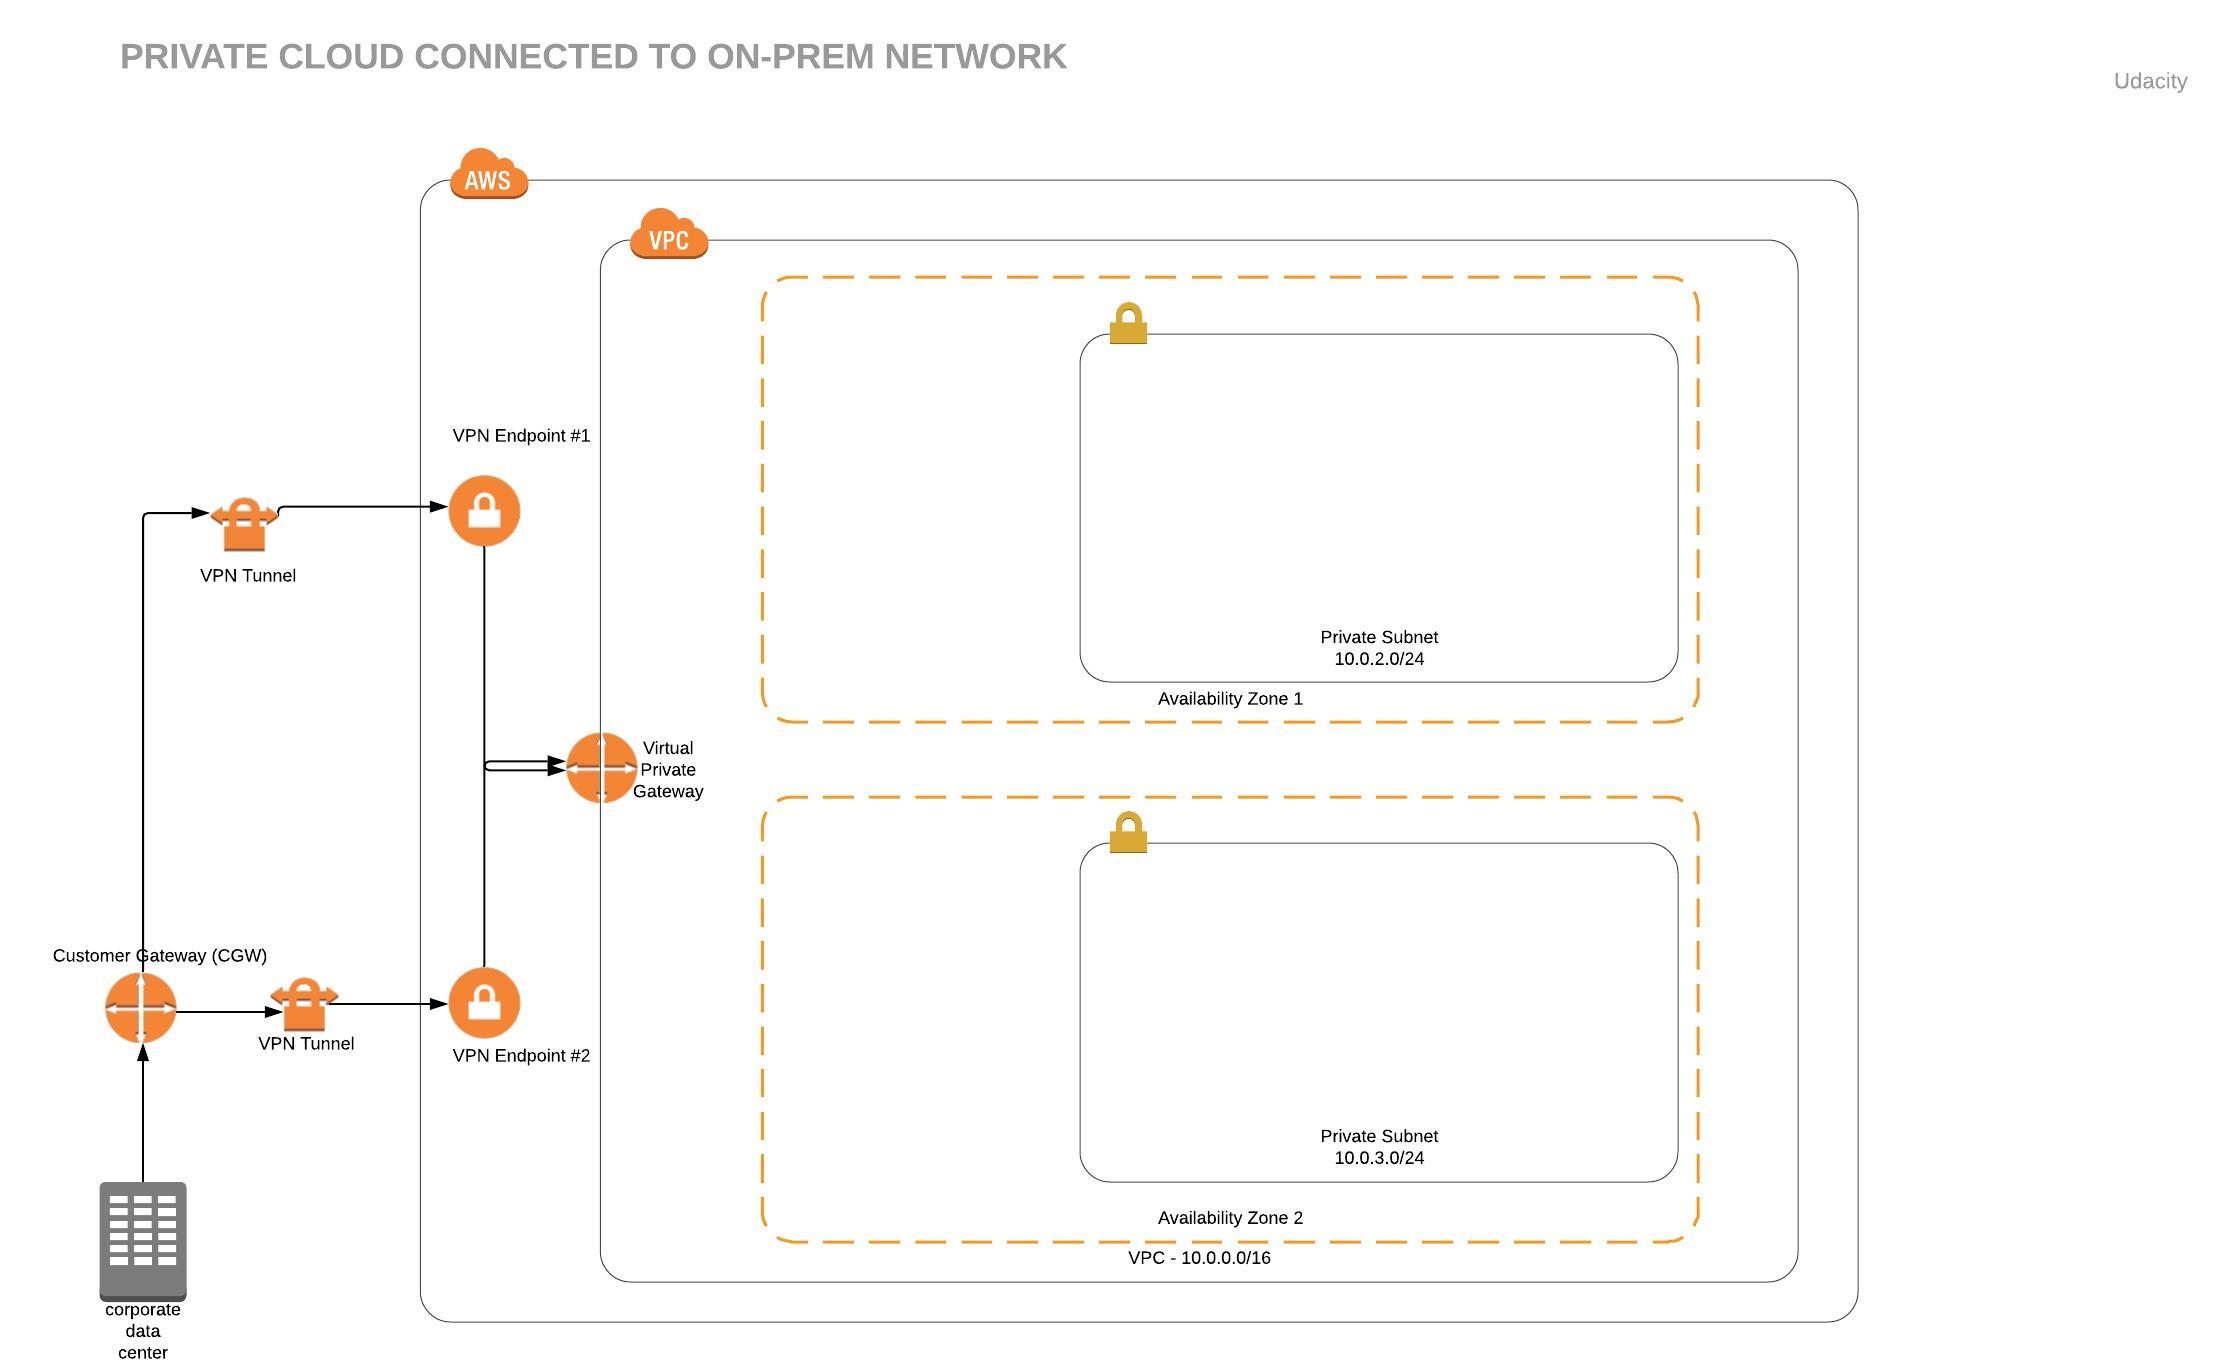 PRIVATE CLOUD CONNECTED TO ON-PREM NETWORK
Udacity
AWS
VPC
VPN Endpoint #1
VPN Tunnel
Private Subnet
10.0.2.0/24
Availability Zone 1
Virtual
Private
Gateway
Customer Gateway (CGW)
VPN Tunnel
VPN Endpoint #2
Private Subnet
10.0.3.0/24
Availability Zone 2
VPC - 10.0.0.0/16
corporate
data
center